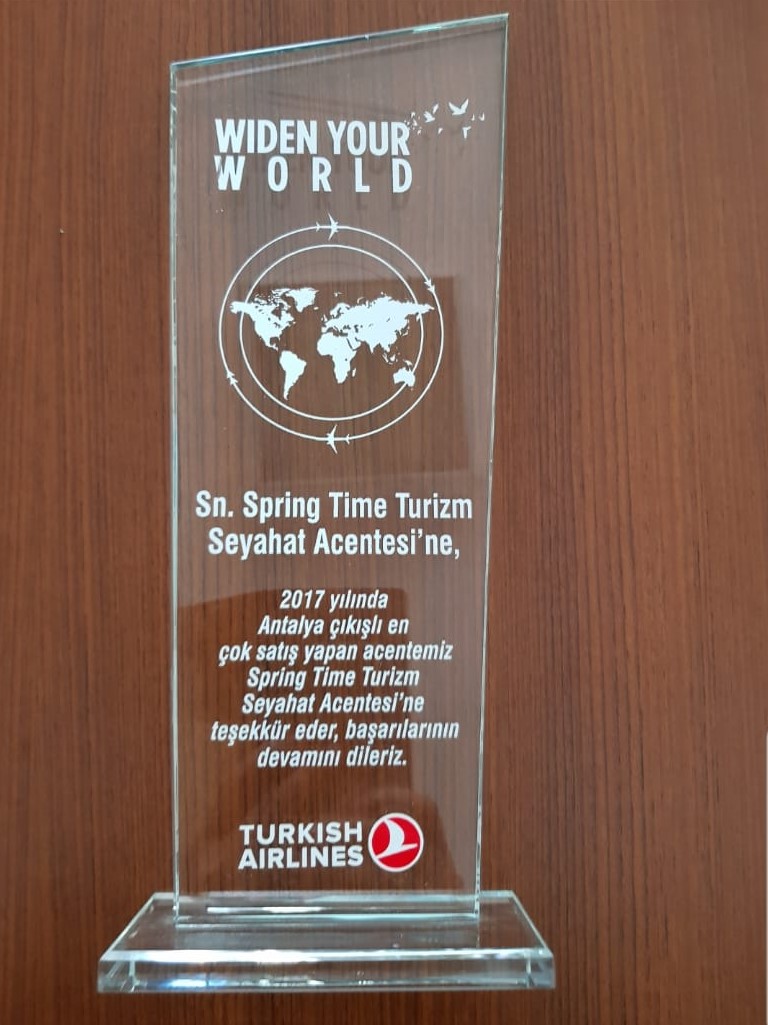 WIDEN YOUR
WORLD
Sn. Spring Time Turizm
Seyahat Acentesi'ne,
2017 yılında
Antalya çıkışlı en
çok satış yapan acentemiz
Spring Time Turizm
Seyahat Acentesi'ne
teşekkür eder, başarılarının
devamını dileriz.
TURKISH
AIRLINES